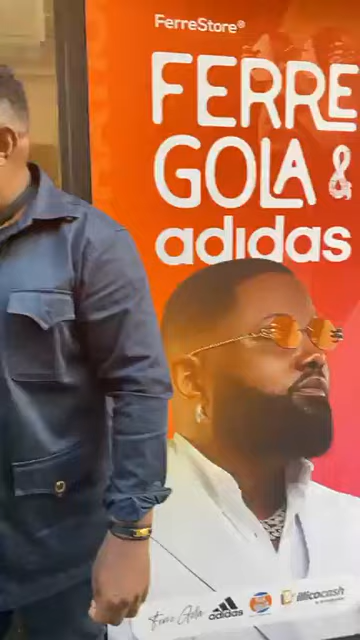 FerreStore®
FERRE
GOLA &
adidas
Ferre Gola
adidas
illicocash